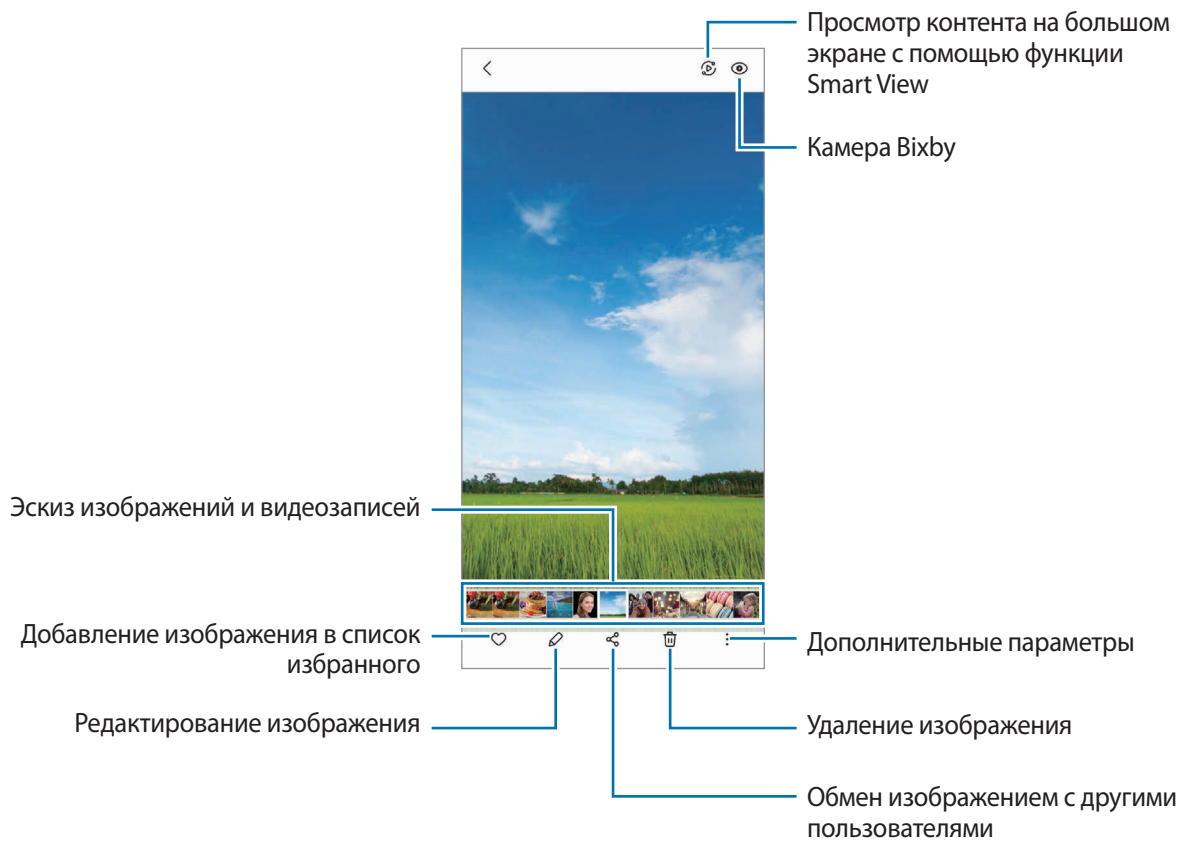 Просмотр контента на большом
экране с помощью функции
Smart View
Камера Bixby
Эскиз изображений и видеозаписей
Добавление изображения в список
избранного
Дополнительные параметры
Редактирование изображения
Удаление изображения
Обмен изображением с другими
пользователями